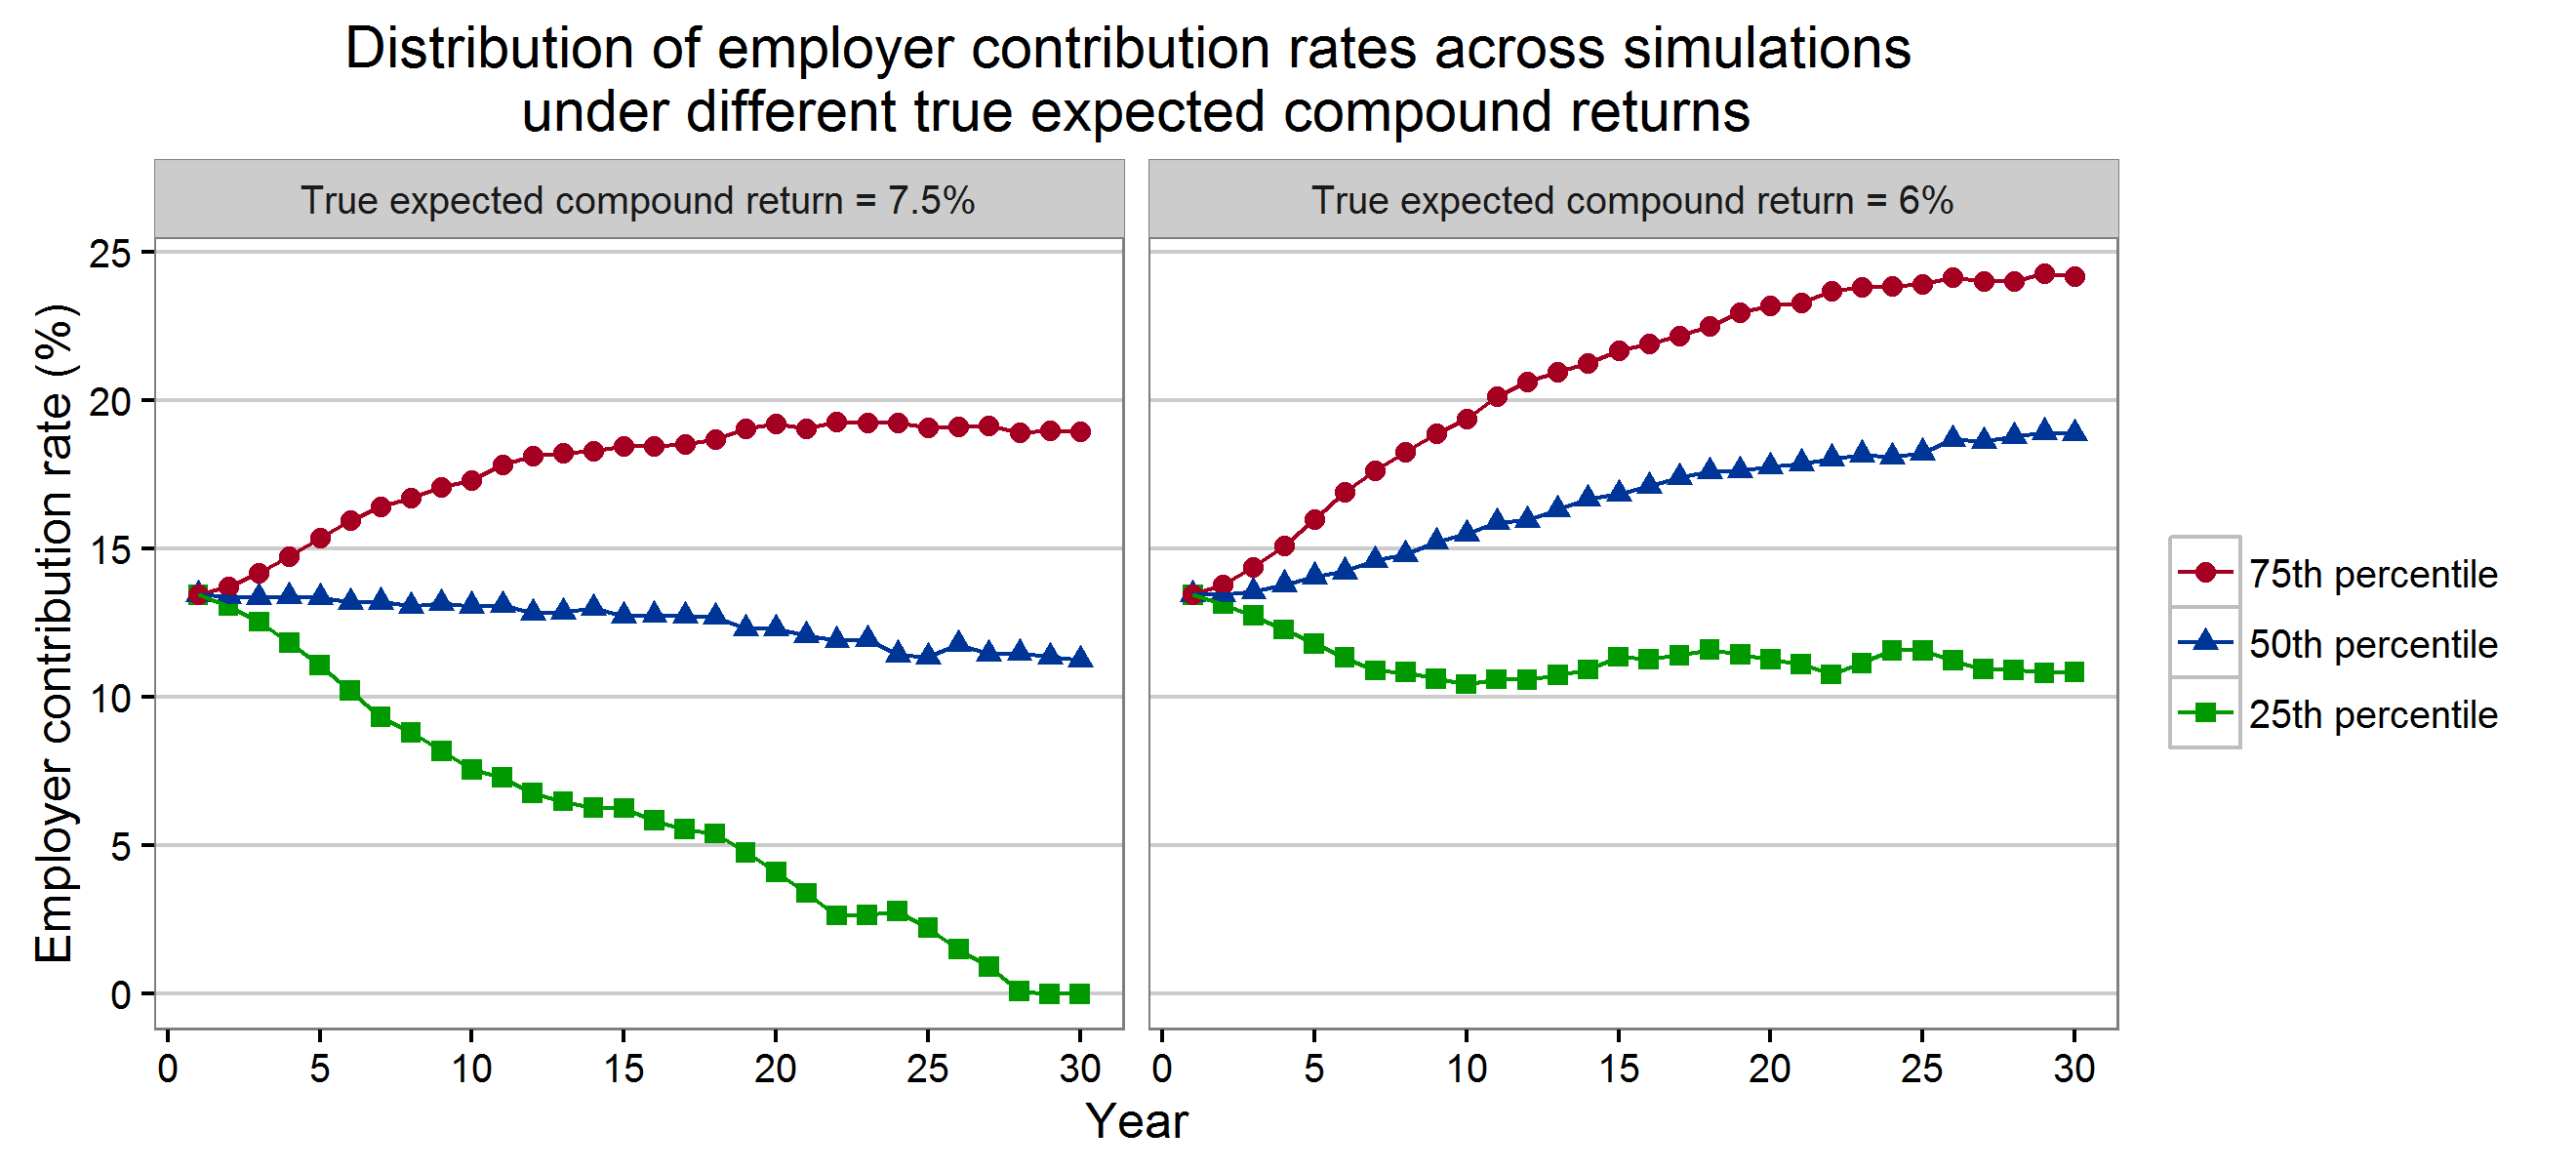 Distribution of employer contribution rates across simulations
under different true expected compound returns
True expected compound return = 7.5%
True expected compound return = 6%
Employer contribution rate (%)
25
20
15
10
5
0
0 5 10 15 20 25 30
0 5 10 15 20 25 30
Year
75th percentile
50th percentile
25th percentile